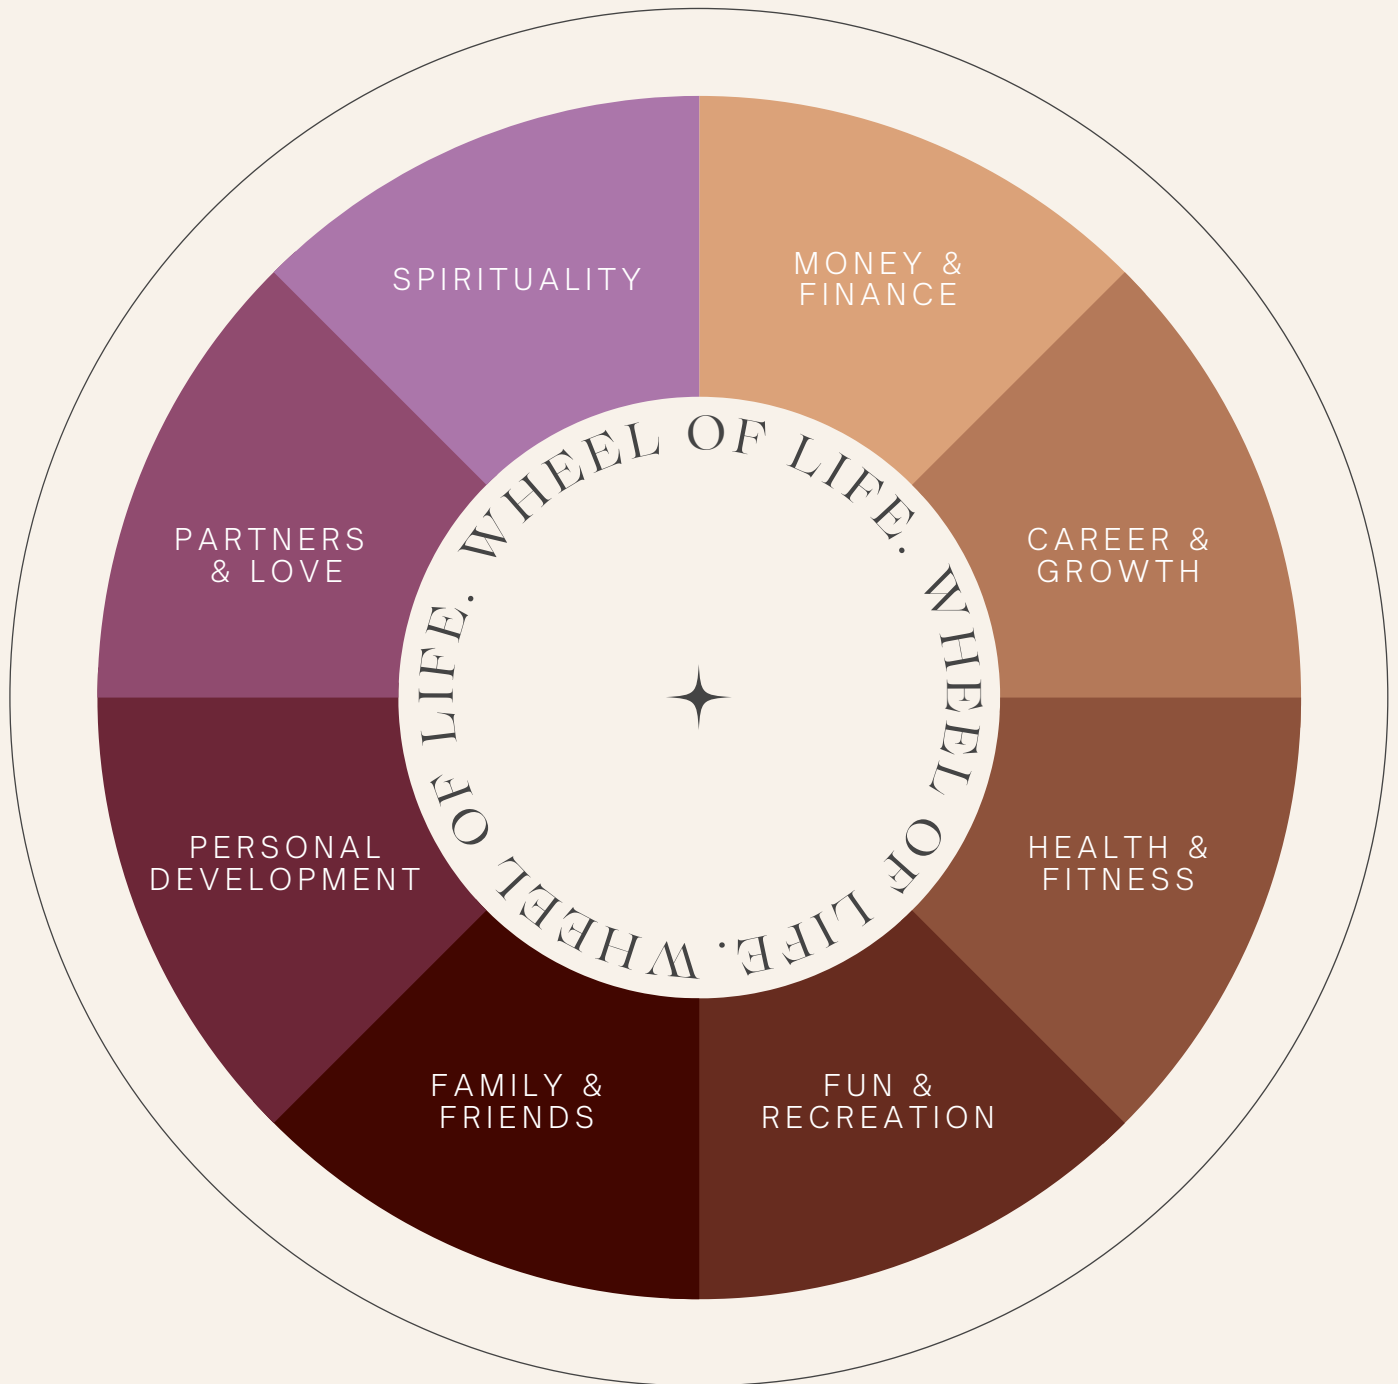 SPIRITUALITY
MONEY &
FINANCE
CAREER &
GROWTH
HEALTH &
FITNESS
FUN &
RECREATION
FAMILY &
FRIENDS
PERSONAL
DEVELOPMENT
PARTNERS
& LOVE
WHEEL OF LIFE. WHEEL OF LIFE. WHEEL OF LIFE.